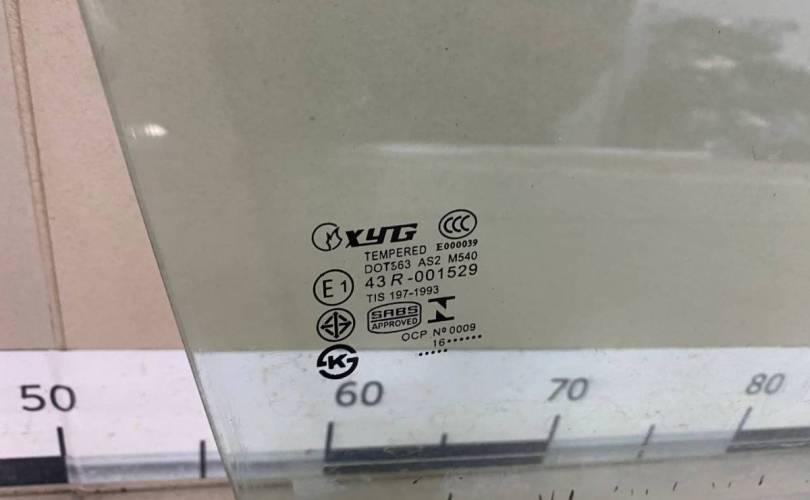 XYG CCC
TEMPERED E000039
DOT563 AS2 M540
E1 43R-001529
TIS 197-1993
SABS
APPROVED
N
OCP Nº 0009
K
16
50 60 70 80